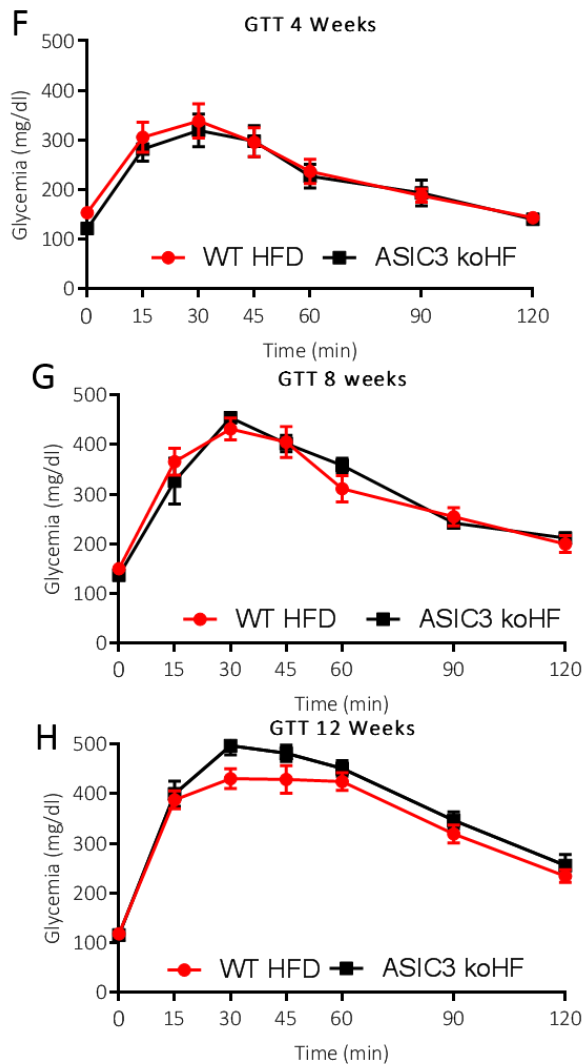 F
GTT 4 Weeks
500
400
300
200
100
0
Glycemia (mg/dl)
WT HFD
ASIC3 koHF
0 15 30 45 60 90 120
Time (min)
G
GTT 8 weeks
500
400
300
200
100
0
Glycemia (mg/dl)
WT HFD
ASIC3 koHF
0 15 30 45 60 90 120
Time (min)
H
GTT 12 Weeks
500
400
300
200
100
0
Glycemia (mg/dl)
WT HFD
ASIC3 koHF
0 15 30 45 60 90 120
Time (min)